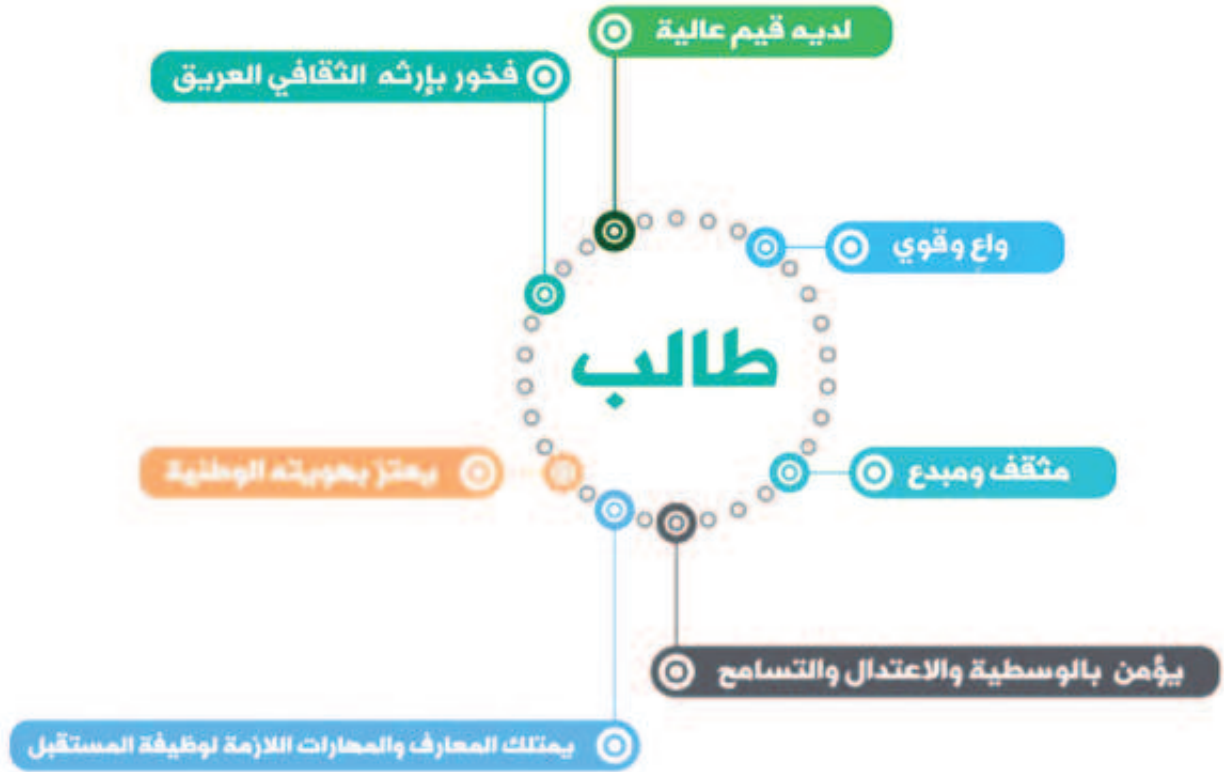 لديه قيم عالية
فخور بإرثه الثقافي العريق
واعٍ وقوي
طالب
مثقف ومبدع
يعتز بهويته الوطنية
يؤمن بالوسطية والاعتدال والتسامح
يمتلك المعارف والمهارات اللازمة لوظيفة المستقبل